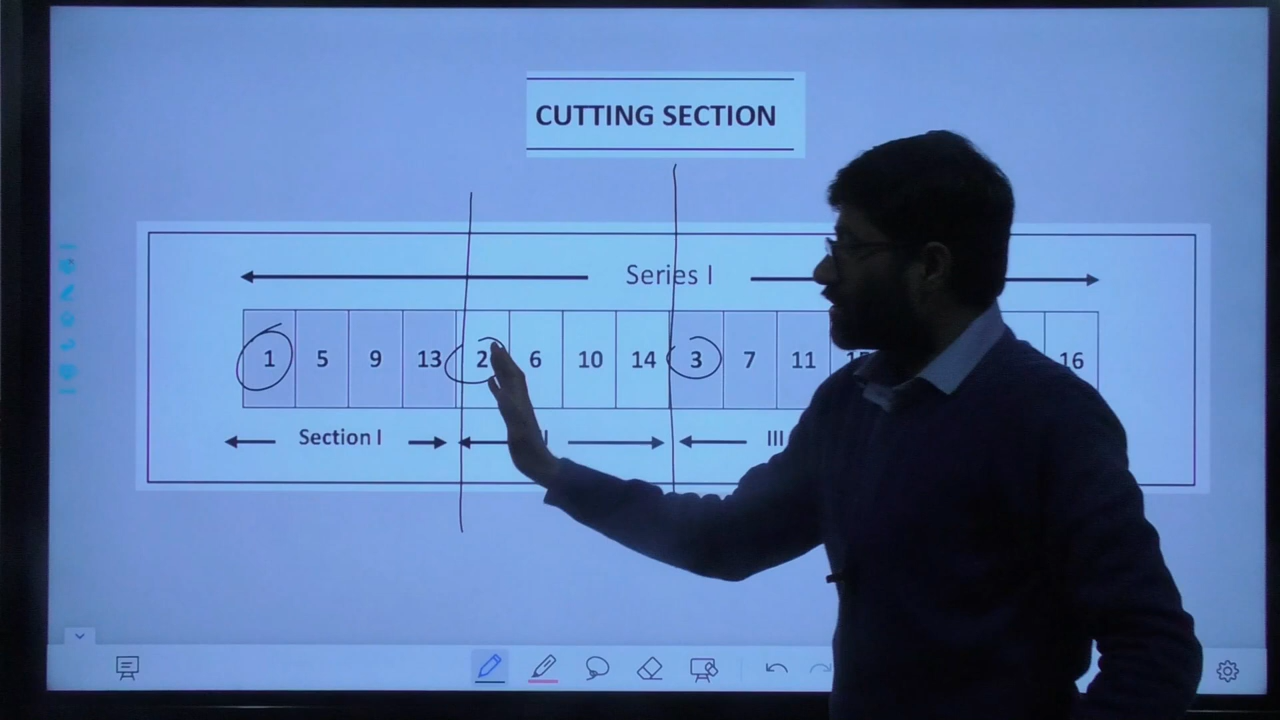 CUTTING SECTION
Series I
1 5 9 13 2 6 10 14 3 7 11 16
Section I III